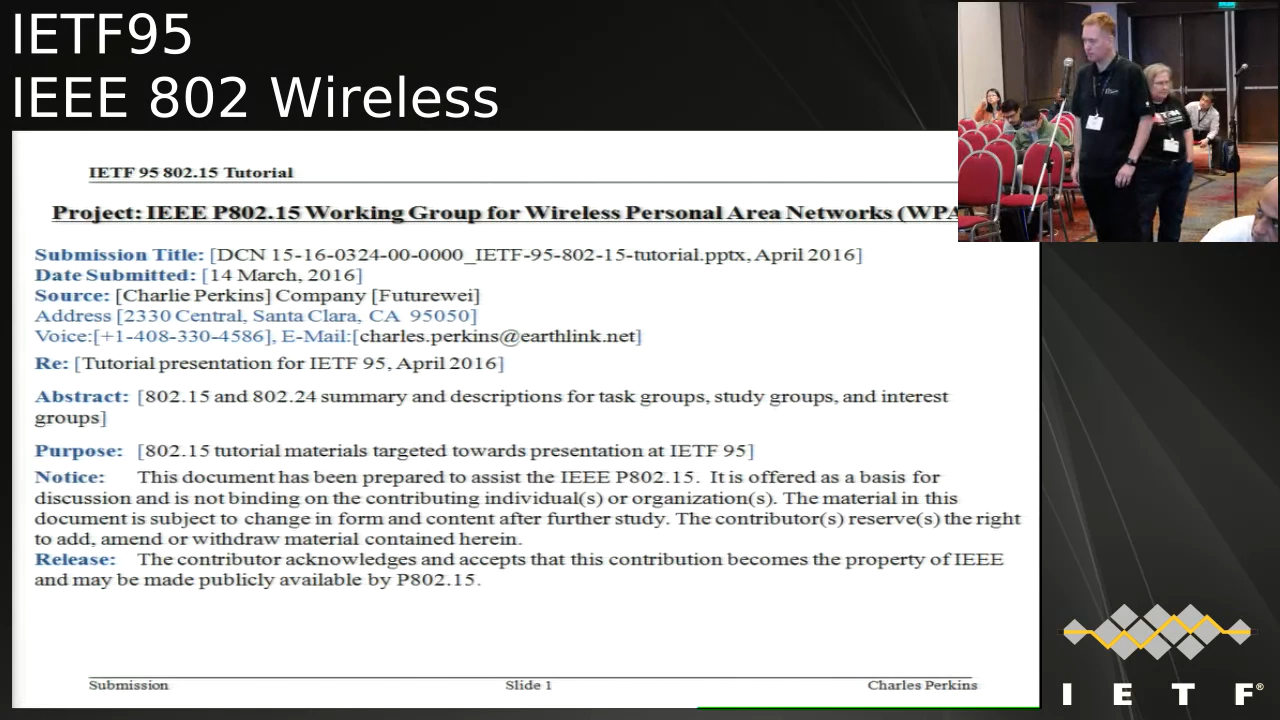 IETF95
IEEE 802 Wireless
IETF 95 802.15 Tutorial
Project: IEEE P802.15 Working Group for Wireless Personal Area Networks (WPA
Submission Title: [DCN 15-16-0324-00-0000_IETF-95-802-15-tutorial.pptx, April 2016]
Date Submitted: [14 March, 2016]
Source: [Charlie Perkins] Company [Futurewei]
Address [2330 Central, Santa Clara, CA 95050]
Voice:[+1-408-330-4586], E-Mail:[charles.perkins@earthlink.net]
Re: [Tutorial presentation for IETF 95, April 2016]
Abstract: [802.15 and 802.24 summary and descriptions for task groups, study groups, and interest
groups]
Purpose: [802.15 tutorial materials targeted towards presentation at IETF 95]
Notice: This document has been prepared to assist the IEEE P802.15. It is offered as a basis for
discussion and is not binding on the contributing individual(s) or organization(s). The material in this
document is subject to change in form and content after further study. The contributor(s) reserve(s) the right
to add, amend or withdraw material contained herein.
Release: The contributor acknowledges and accepts that this contribution becomes the property of IEEE
and may be made publicly available by P802.15.
Submission Slide 1 Charles Perkins
I E T F®